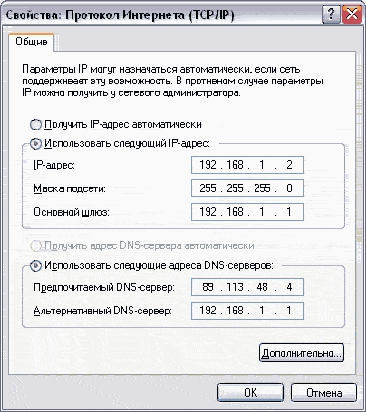 Свойства: Протокол Интернета (TCP/IP)
Общие
Параметры IP могут назначаться автоматически, если сеть
поддерживает эту возможность. В противном случае параметры
IP можно получить у сетевого администратора.
Получить IP-адрес автоматически
Использовать следующий IP-адрес:
IP-адрес: 192 . 168 . 1 . 2
Маска подсети: 255 . 255 . 255 . 0
Основной шлюз: 192 . 168 . 1 . 1
Получить адрес DNS-сервера автоматически
Использовать следующие адреса DNS-серверов:
Предпочитаемый DNS-сервер: 89 . 113 . 48 . 4
Альтернативный DNS-сервер: 192 . 168 . 1 . 1
Дополнительно...
OK Отмена